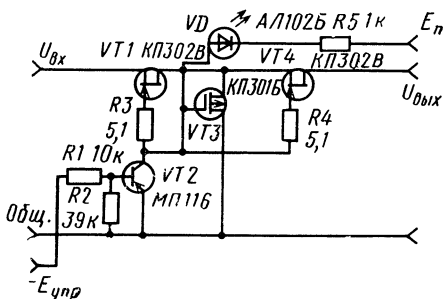 VD АЛ102Б R5 1к Eп
Uвх VT1 КП302В VT4 КП302В
R3 5,1 КП301Б VT3 R4 5,1 Uвых
R1 10к VT2
R2 39к МП116
Общ.
-Eупр